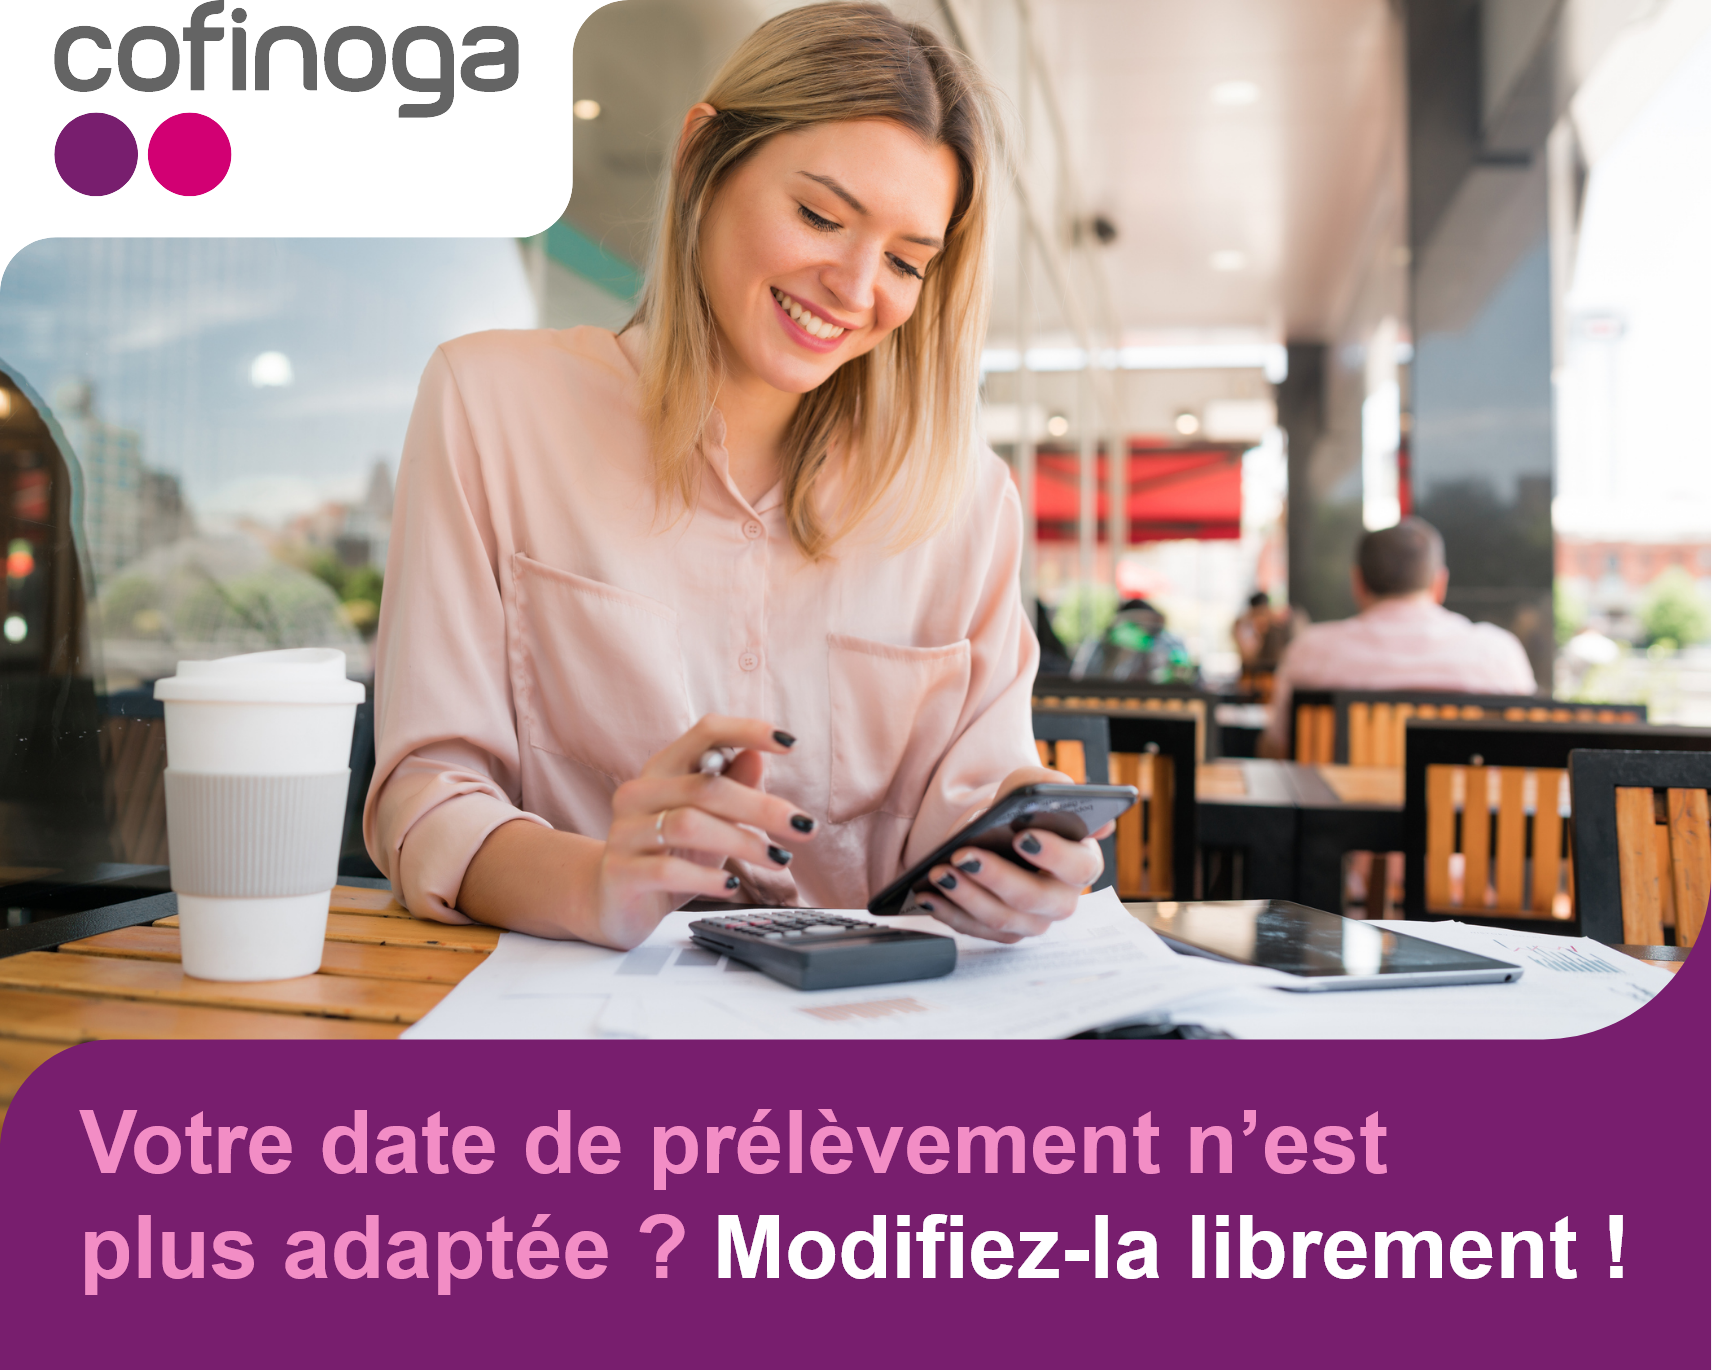 cofinoga
Votre date de prélèvement n’est
plus adaptée ? Modifiez-la librement !